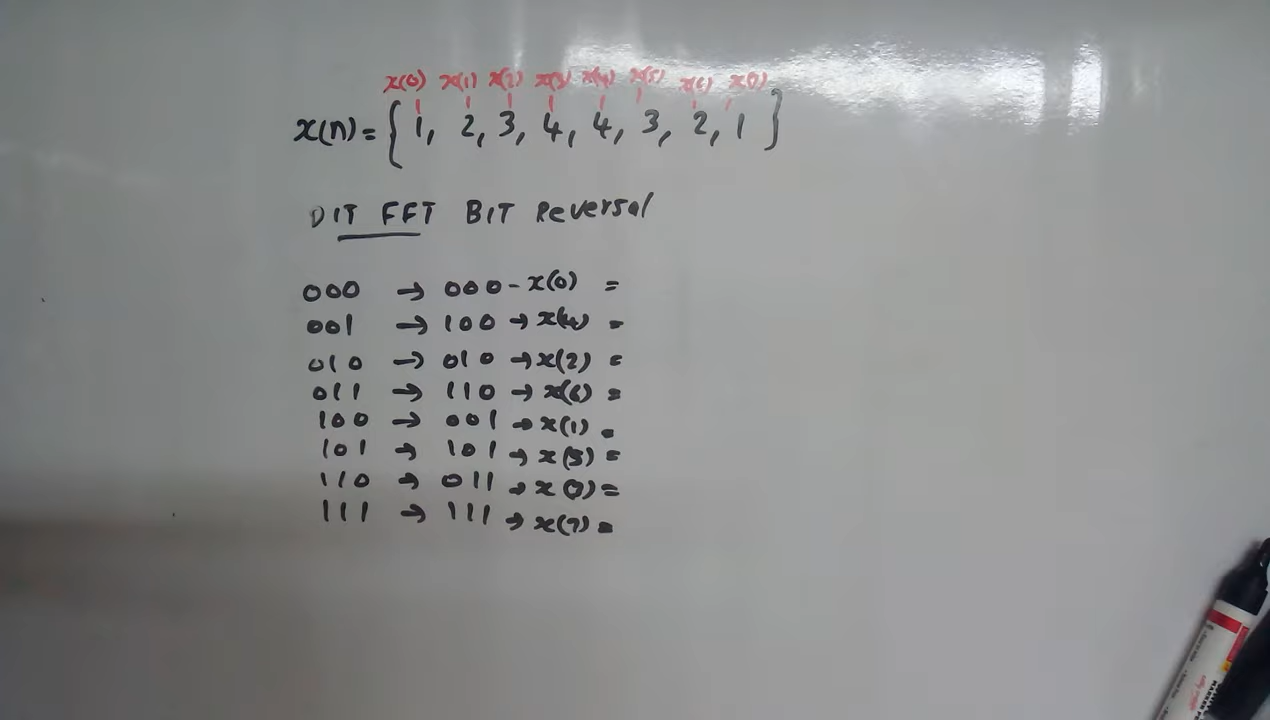 x(0) x(1) x(2) x(3) x(4) x(5) x(6) x(7)
x(n) = { 1, 2, 3, 4, 4, 3, 2, 1 }
DIT FFT BIT Reversal
000 → 000 - x(0) =
001 → 100 → x(4) =
010 → 010 → x(2) =
011 → 110 → x(6) =
100 → 001 → x(1) =
101 → 101 → x(5) =
110 → 011 → x(3) =
111 → 111 → x(7) =